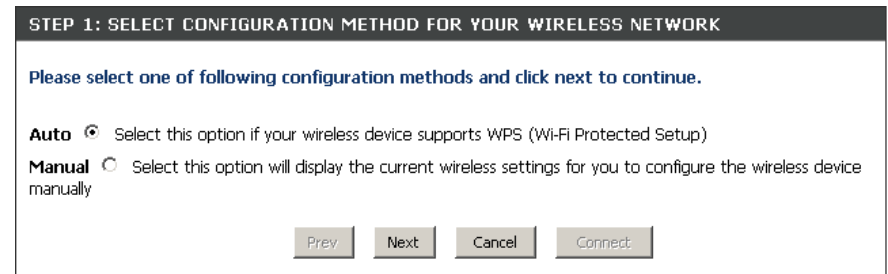 STEP 1: SELECT CONFIGURATION METHOD FOR YOUR WIRELESS NETWORK
Please select one of following configuration methods and click next to continue.
Auto Select this option if your wireless device supports WPS (Wi-Fi Protected Setup)
Manual Select this option will display the current wireless settings for you to configure the wireless device
manually
Prev Next Cancel Connect